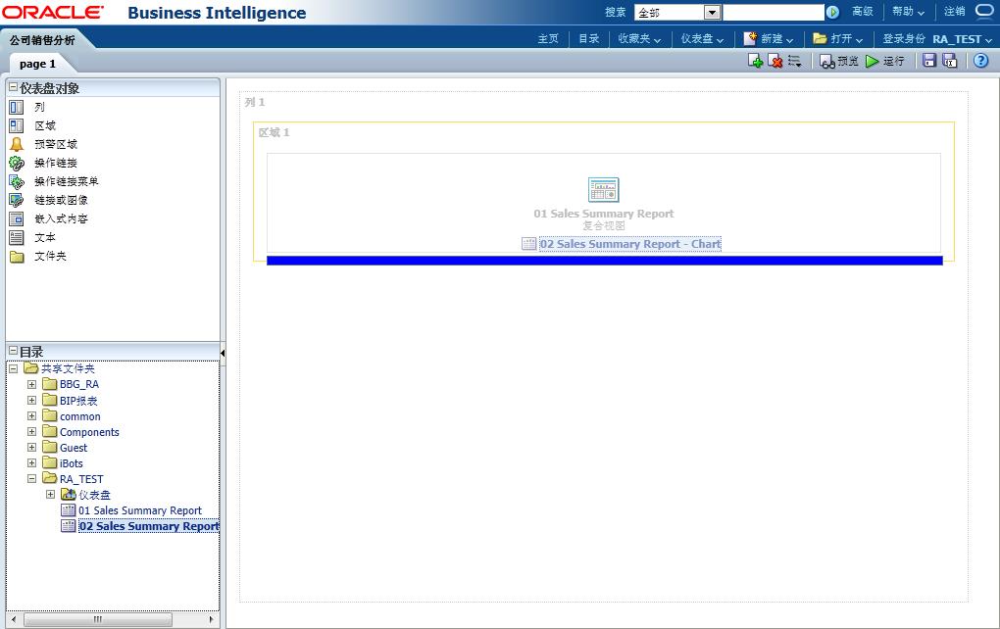 ORACLE Business Intelligence
搜索 全部 高级 帮助 注销
公司销售分析 主页 目录 收藏夹 仪表盘 新建 打开 登录身份 RA_TEST
page 1 预览 运行
仪表盘对象
列
区域
预警区域
操作链接
操作链接菜单
链接或图像
嵌入式内容
文本
文件夹
目录
共享文件夹
BBG_RA
BIP报表
common
Components
Guest
iBots
RA_TEST
仪表盘
01 Sales Summary Report
02 Sales Summary Report
列 1
区域 1
01 Sales Summary Report
复合视图
02 Sales Summary Report - Chart